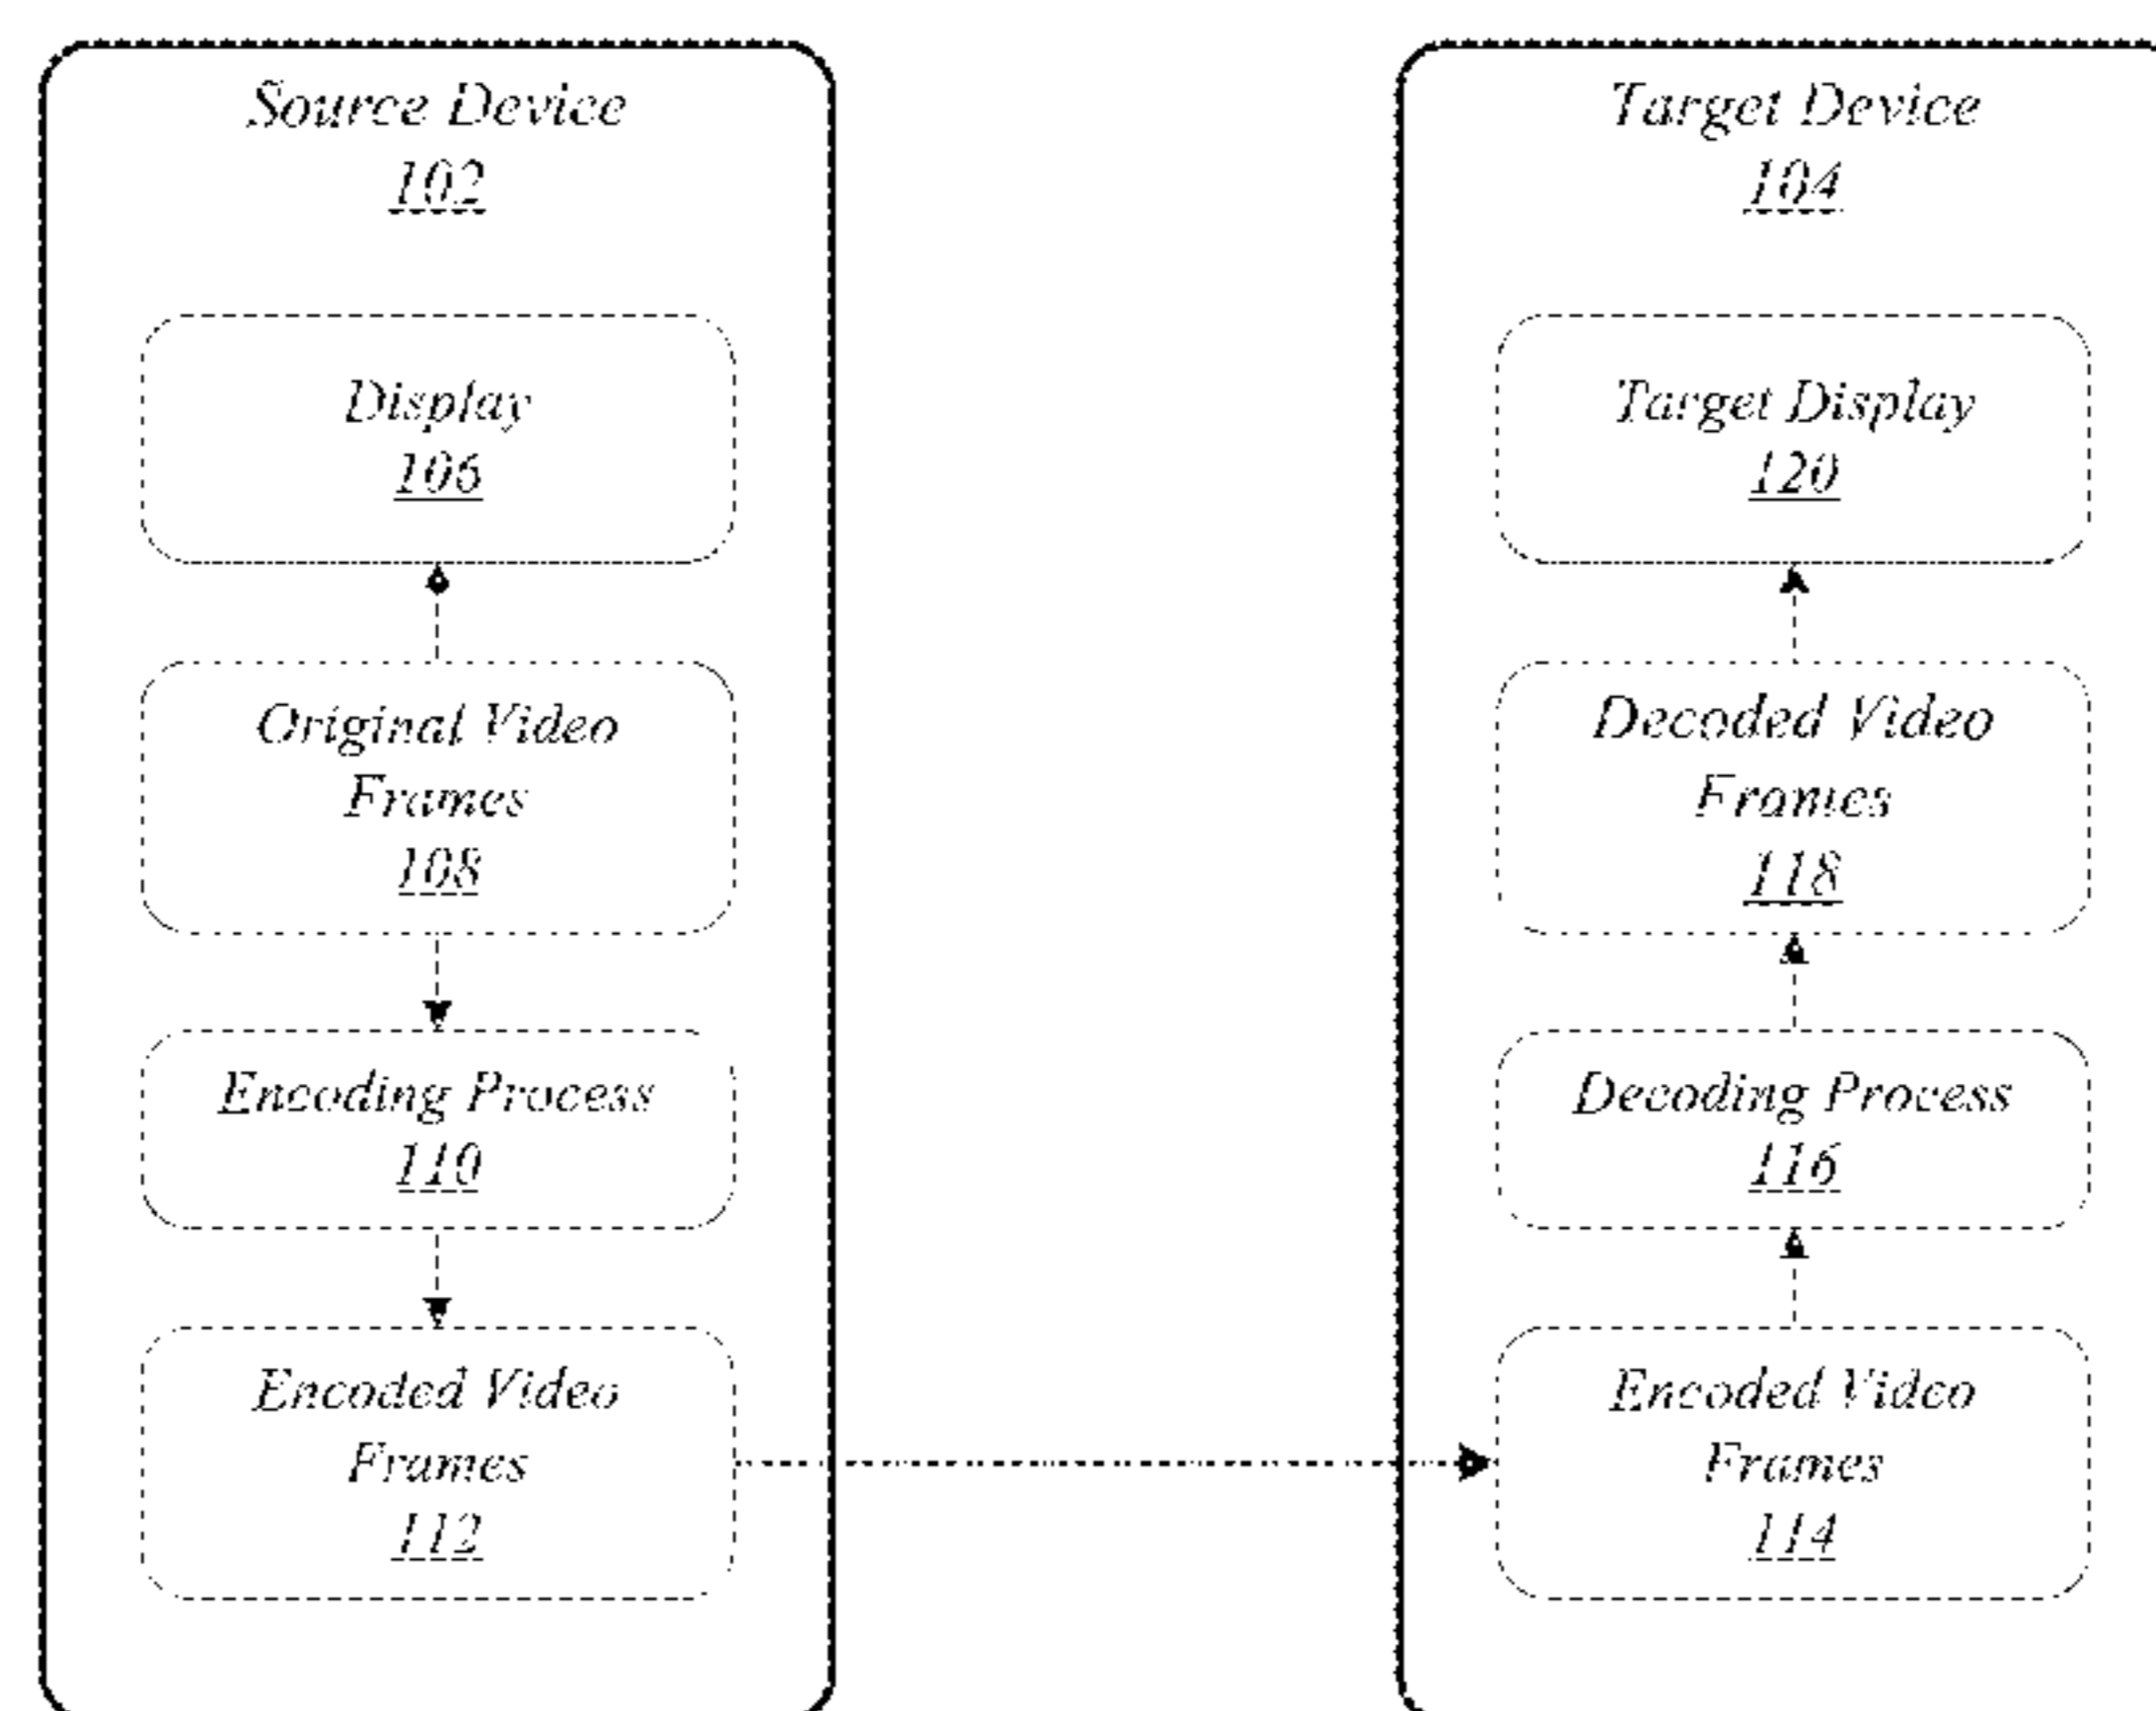 Source Device
102
Display
106
Original Video
Frames
108
Encoding Process
110
Encoded Video
Frames
112
Target Device
104
Target Display
120
Decoded Video
Frames
118
Decoding Process
116
Encoded Video
Frames
114